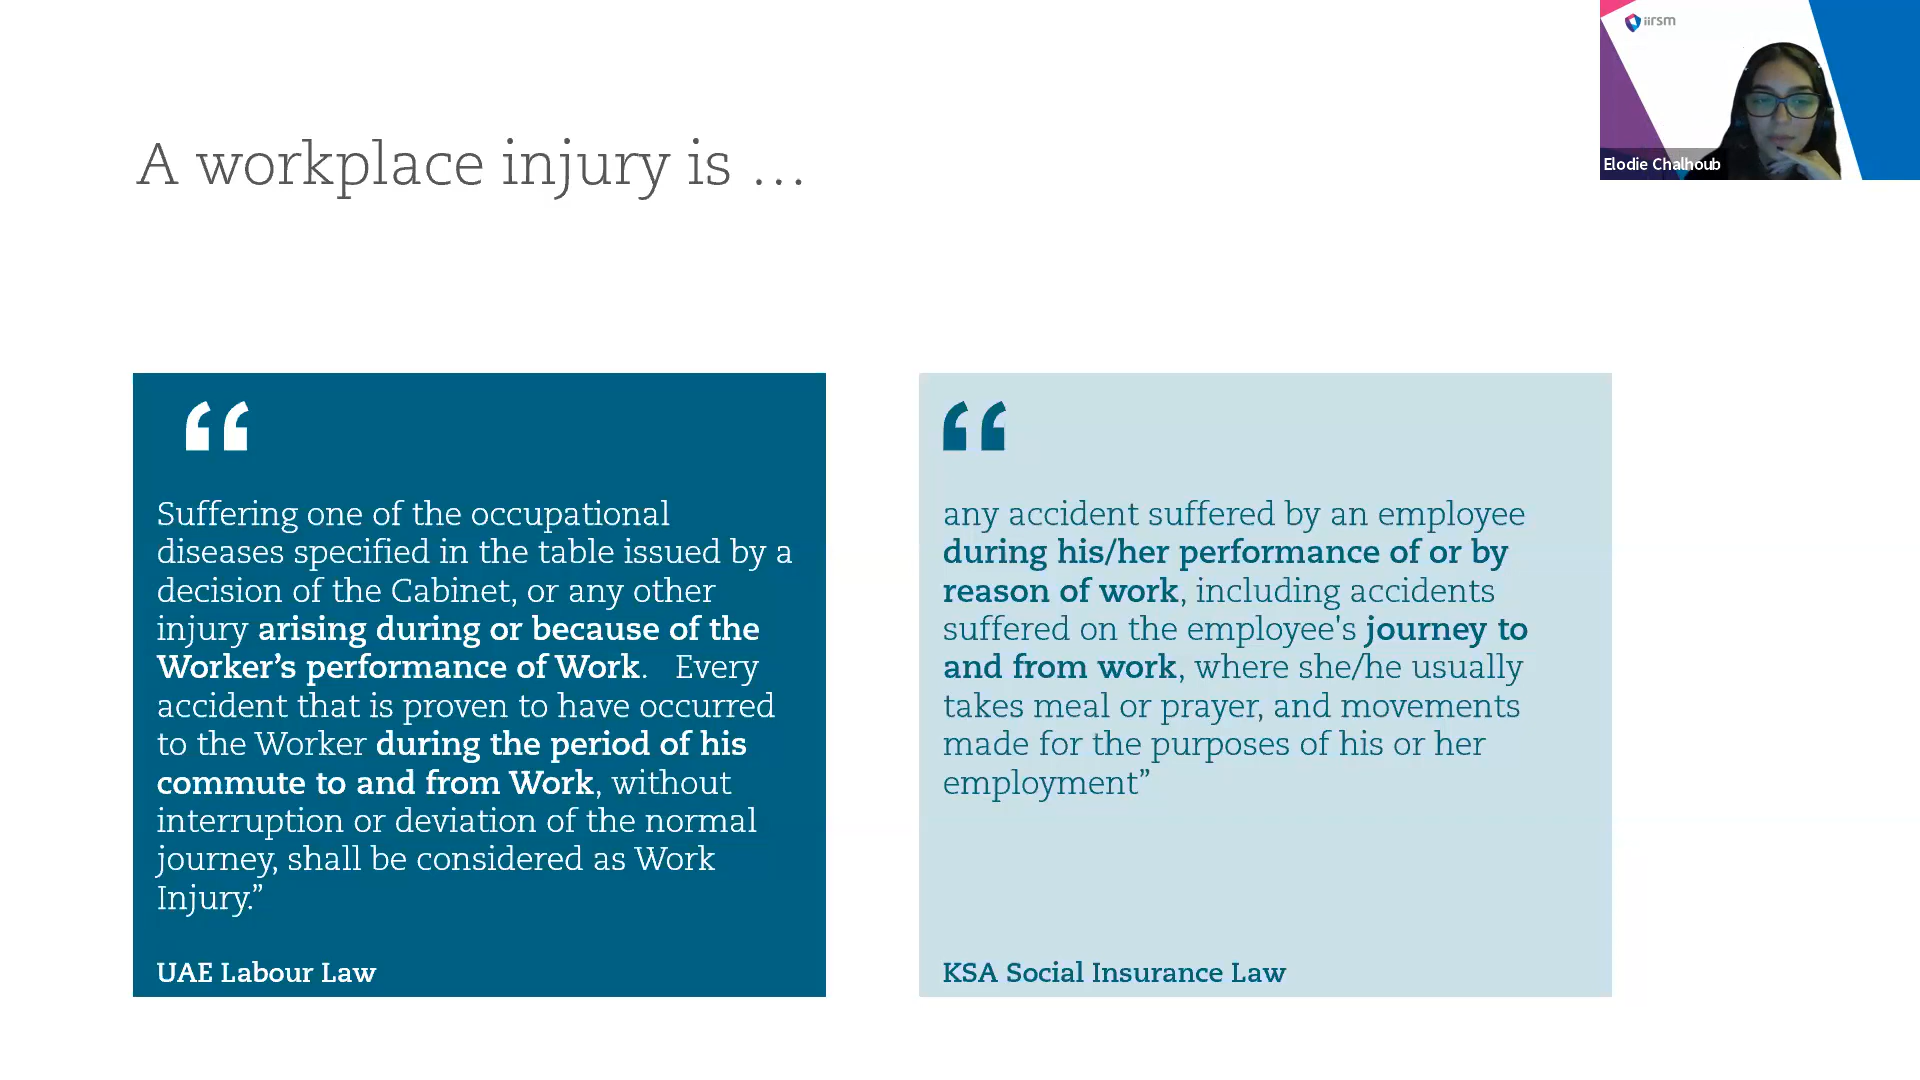 iirsm
Elodie Chalhoub
A workplace injury is ...
“
Suffering one of the occupational
diseases specified in the table issued by a
decision of the Cabinet, or any other
injury arising during or because of the
Worker’s performance of Work.   Every
accident that is proven to have occurred
to the Worker during the period of his
commute to and from Work, without
interruption or deviation of the normal
journey, shall be considered as Work
Injury.”
UAE Labour Law
“
any accident suffered by an employee
during his/her performance of or by
reason of work, including accidents
suffered on the employee's journey to
and from work, where she/he usually
takes meal or prayer, and movements
made for the purposes of his or her
employment”
KSA Social Insurance Law